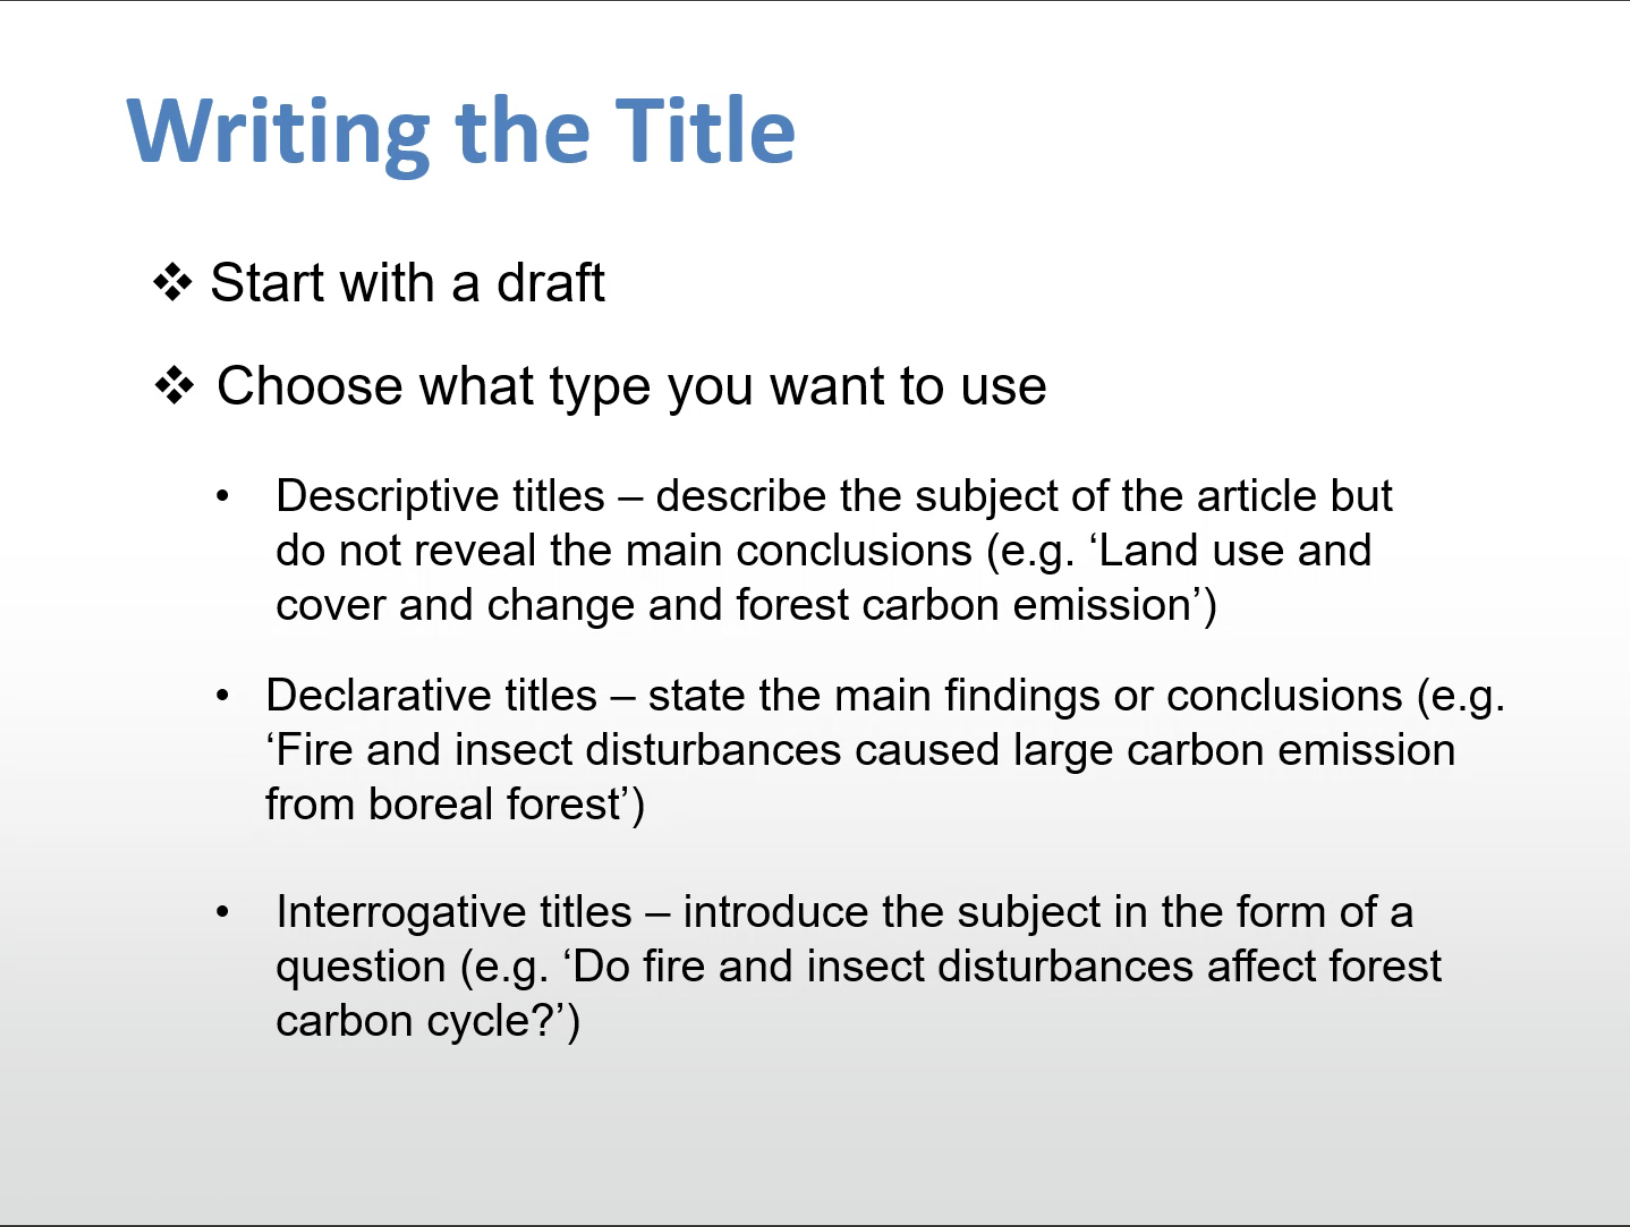 Writing the Title
❖ Start with a draft
❖ Choose what type you want to use
• Descriptive titles – describe the subject of the article but
do not reveal the main conclusions (e.g. ‘Land use and
cover and change and forest carbon emission’)
• Declarative titles – state the main findings or conclusions (e.g.
‘Fire and insect disturbances caused large carbon emission
from boreal forest’)
• Interrogative titles – introduce the subject in the form of a
question (e.g. ‘Do fire and insect disturbances affect forest
carbon cycle?’)